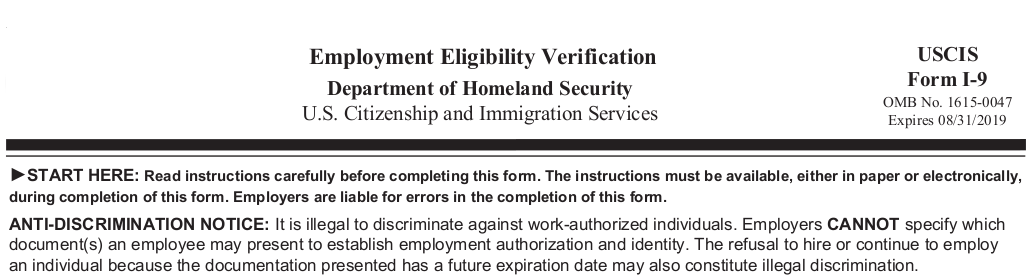 Employment Eligibility Verification
Department of Homeland Security
U.S. Citizenship and Immigration Services
USCIS
Form I-9
OMB No. 1615-0047
Expires 08/31/2019
►START HERE: Read instructions carefully before completing this form. The instructions must be available, either in paper or electronically,
during completion of this form. Employers are liable for errors in the completion of this form.
ANTI-DISCRIMINATION NOTICE: It is illegal to discriminate against work-authorized individuals. Employers CANNOT specify which
document(s) an employee may present to establish employment authorization and identity. The refusal to hire or continue to employ
an individual because the documentation presented has a future expiration date may also constitute illegal discrimination.